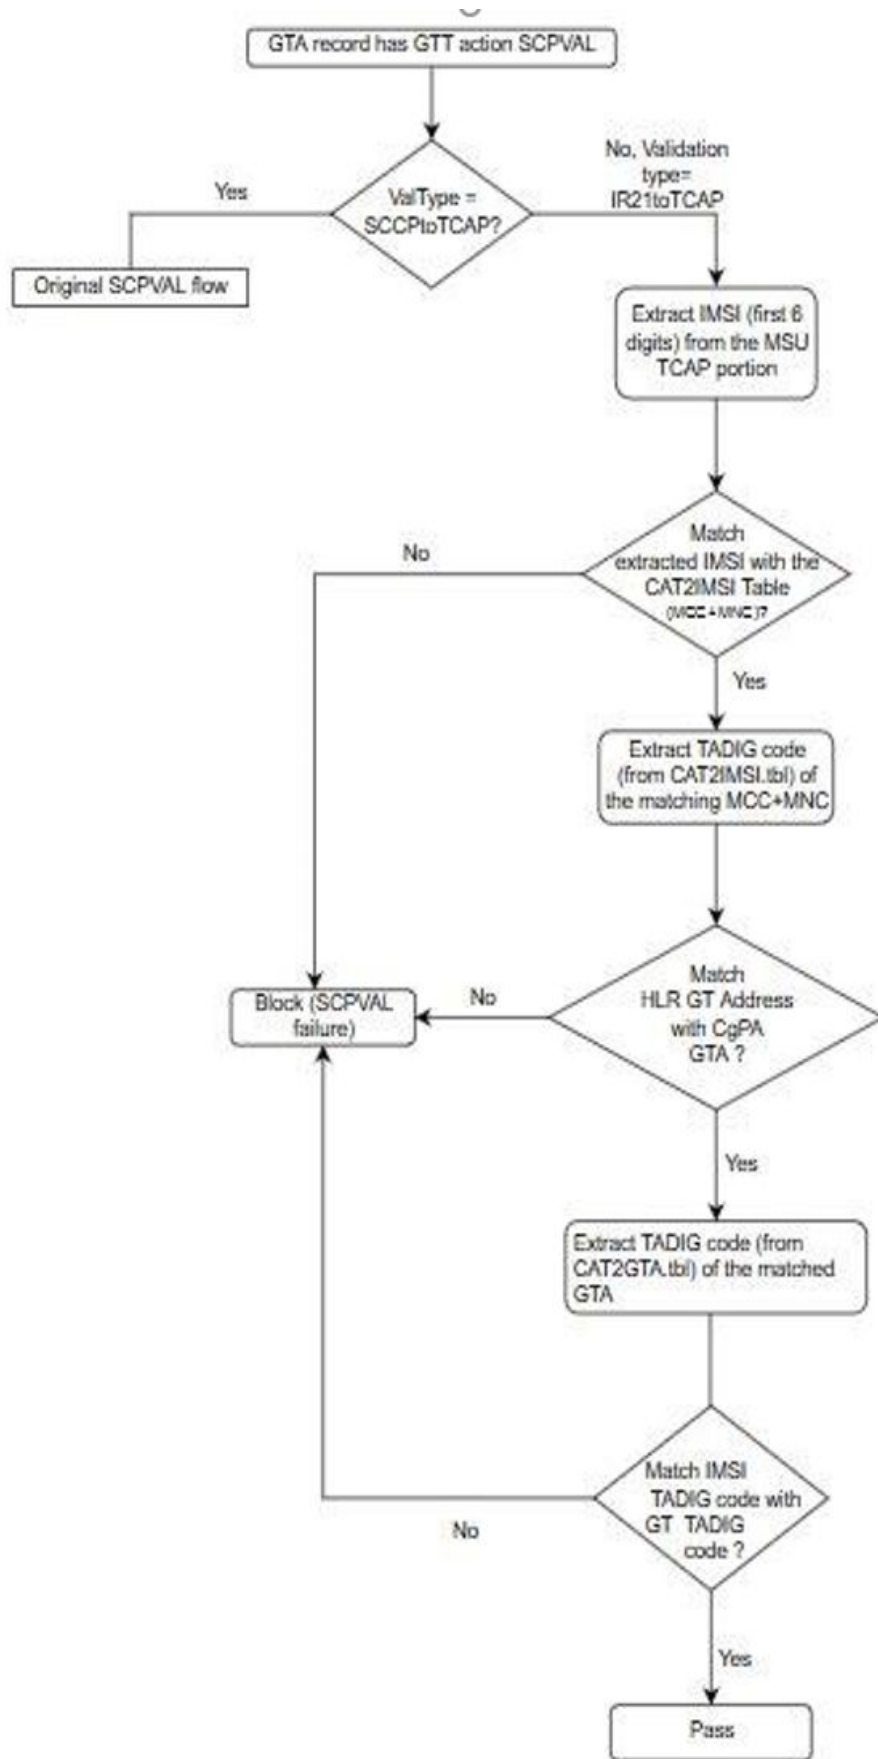 GTA record has GTT action SCPVAL
ValType =
SCCPtoTCAP?
Yes
No, Validation
type=
IR21toTCAP
Original SCPVAL flow
Extract IMSI (first 6
digits) from the MSU
TCAP portion
Match
extracted IMSI with the
CAT2IMSI Table
(MCC+MNC)?
No
Yes
Extract TADIG code
(from CAT2IMSI.tbl) of
the matching MCC+MNC
Match
HLR GT Address
with CgPA
GTA ?
No
Block (SCPVAL
failure)
Yes
Extract TADIG code (from
CAT2GTA.tbl) of the matched
GTA
Match IMSI
TADIG code with
GT TADIG
code ?
No
Yes
Pass